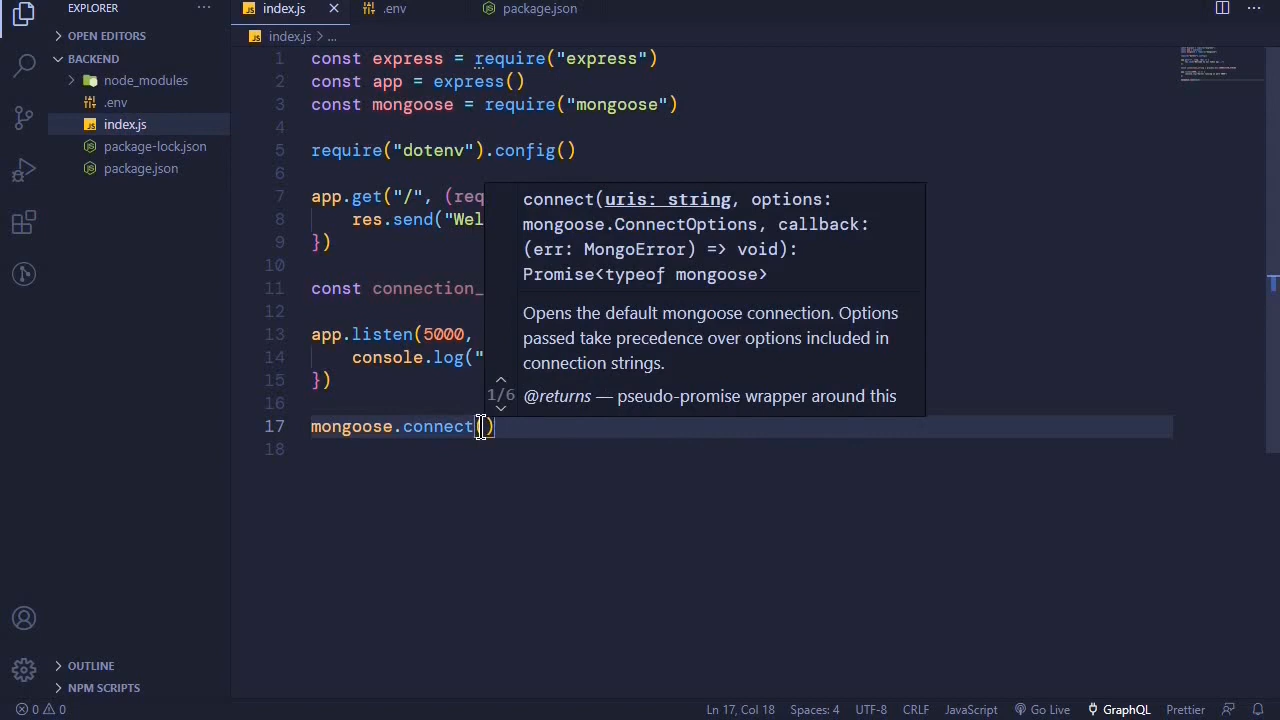 EXPLORER ...
OPEN EDITORS
BACKEND
node_modules
.env
index.js
package-lock.json
package.json
OUTLINE
NPM SCRIPTS
JS index.js .env package.json
JS index.js > ...
1 const express = require("express")
2 const app = express()
3 const mongoose = require("mongoose")
4
5 require("dotenv").config()
6
7 app.get("/", (req
8 res.send("Wel
9 })
10
11 const connection_
12
13 app.listen(5000,
14 console.log("
15 })
16
17 mongoose.connect()
18
connect(uris: string, options:
mongoose.ConnectOptions, callback:
(err: MongoError) => void):
Promise<typeof mongoose>
Opens the default mongoose connection. Options
passed take precedence over options included in
connection strings.
1/6
@returns — pseudo-promise wrapper around this
0 0 Ln 17, Col 18 Spaces: 4 UTF-8 CRLF JavaScript Go Live GraphQL Prettier